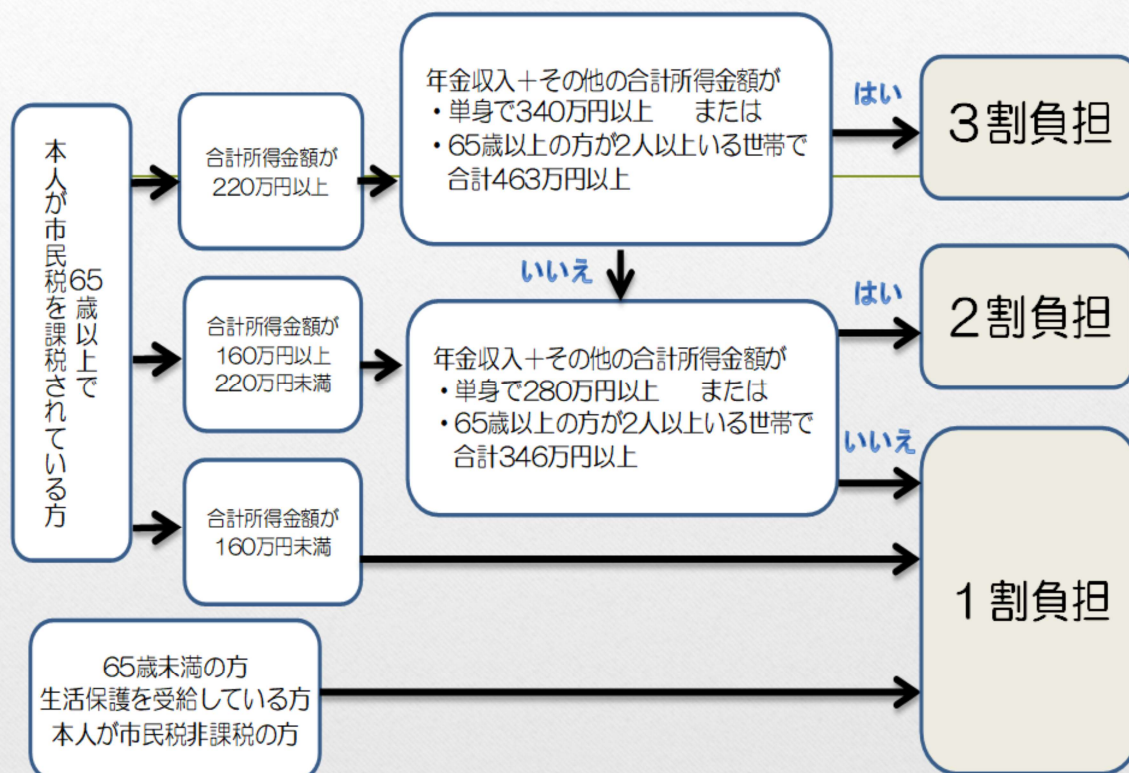 65歳以上で
本人が市民税を課税されている方
合計所得金額が
220万円以上
年金収入＋その他の合計所得金額が
・単身で340万円以上　または
・65歳以上の方が2人以上いる世帯で
合計463万円以上
はい
３割負担
いいえ
合計所得金額が
160万円以上
220万円未満
年金収入＋その他の合計所得金額が
・単身で280万円以上　または
・65歳以上の方が2人以上いる世帯で
合計346万円以上
はい
２割負担
いいえ
合計所得金額が
160万円未満
１割負担
65歳未満の方
生活保護を受給している方
本人が市民税非課税の方